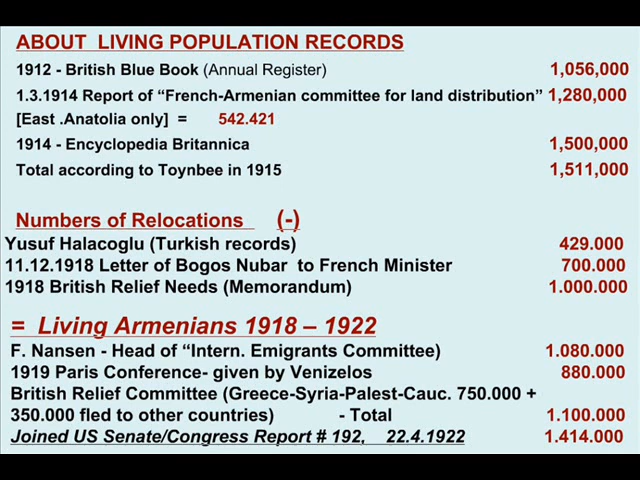 ABOUT LIVING POPULATION RECORDS
1912 - British Blue Book (Annual Register) 1,056,000
1.3.1914 Report of “French-Armenian committee for land distribution” 1,280,000
[East .Anatolia only] = 542.421
1914 - Encyclopedia Britannica 1,500,000
Total according to Toynbee in 1915 1,511,000
Numbers of Relocations (-)
Yusuf Halacoglu (Turkish records) 429.000
11.12.1918 Letter of Bogos Nubar to French Minister 700.000
1918 British Relief Needs (Memorandum) 1.000.000
= Living Armenians 1918 – 1922
F. Nansen - Head of “Intern. Emigrants Committee) 1.080.000
1919 Paris Conference- given by Venizelos 880.000
British Relief Committee (Greece-Syria-Palest-Cauc. 750.000 +
350.000 fled to other countries) - Total 1.100.000
Joined US Senate/Congress Report # 192, 22.4.1922 1.414.000